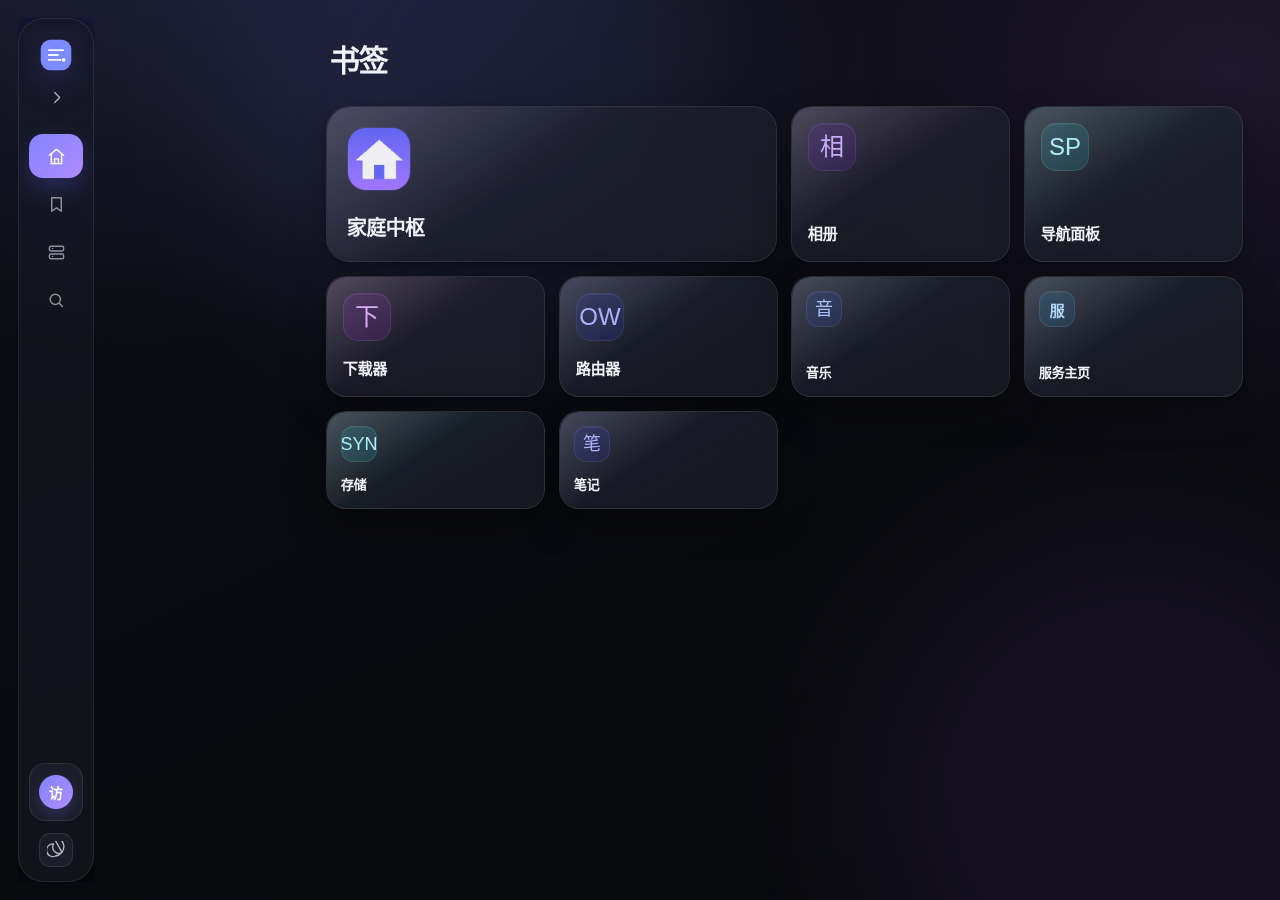 书签
家庭中枢
相
相册
SP
导航面板
下
下载器
OW
路由器
音
音乐
服
服务主页
SYN
存储
笔
笔记
访